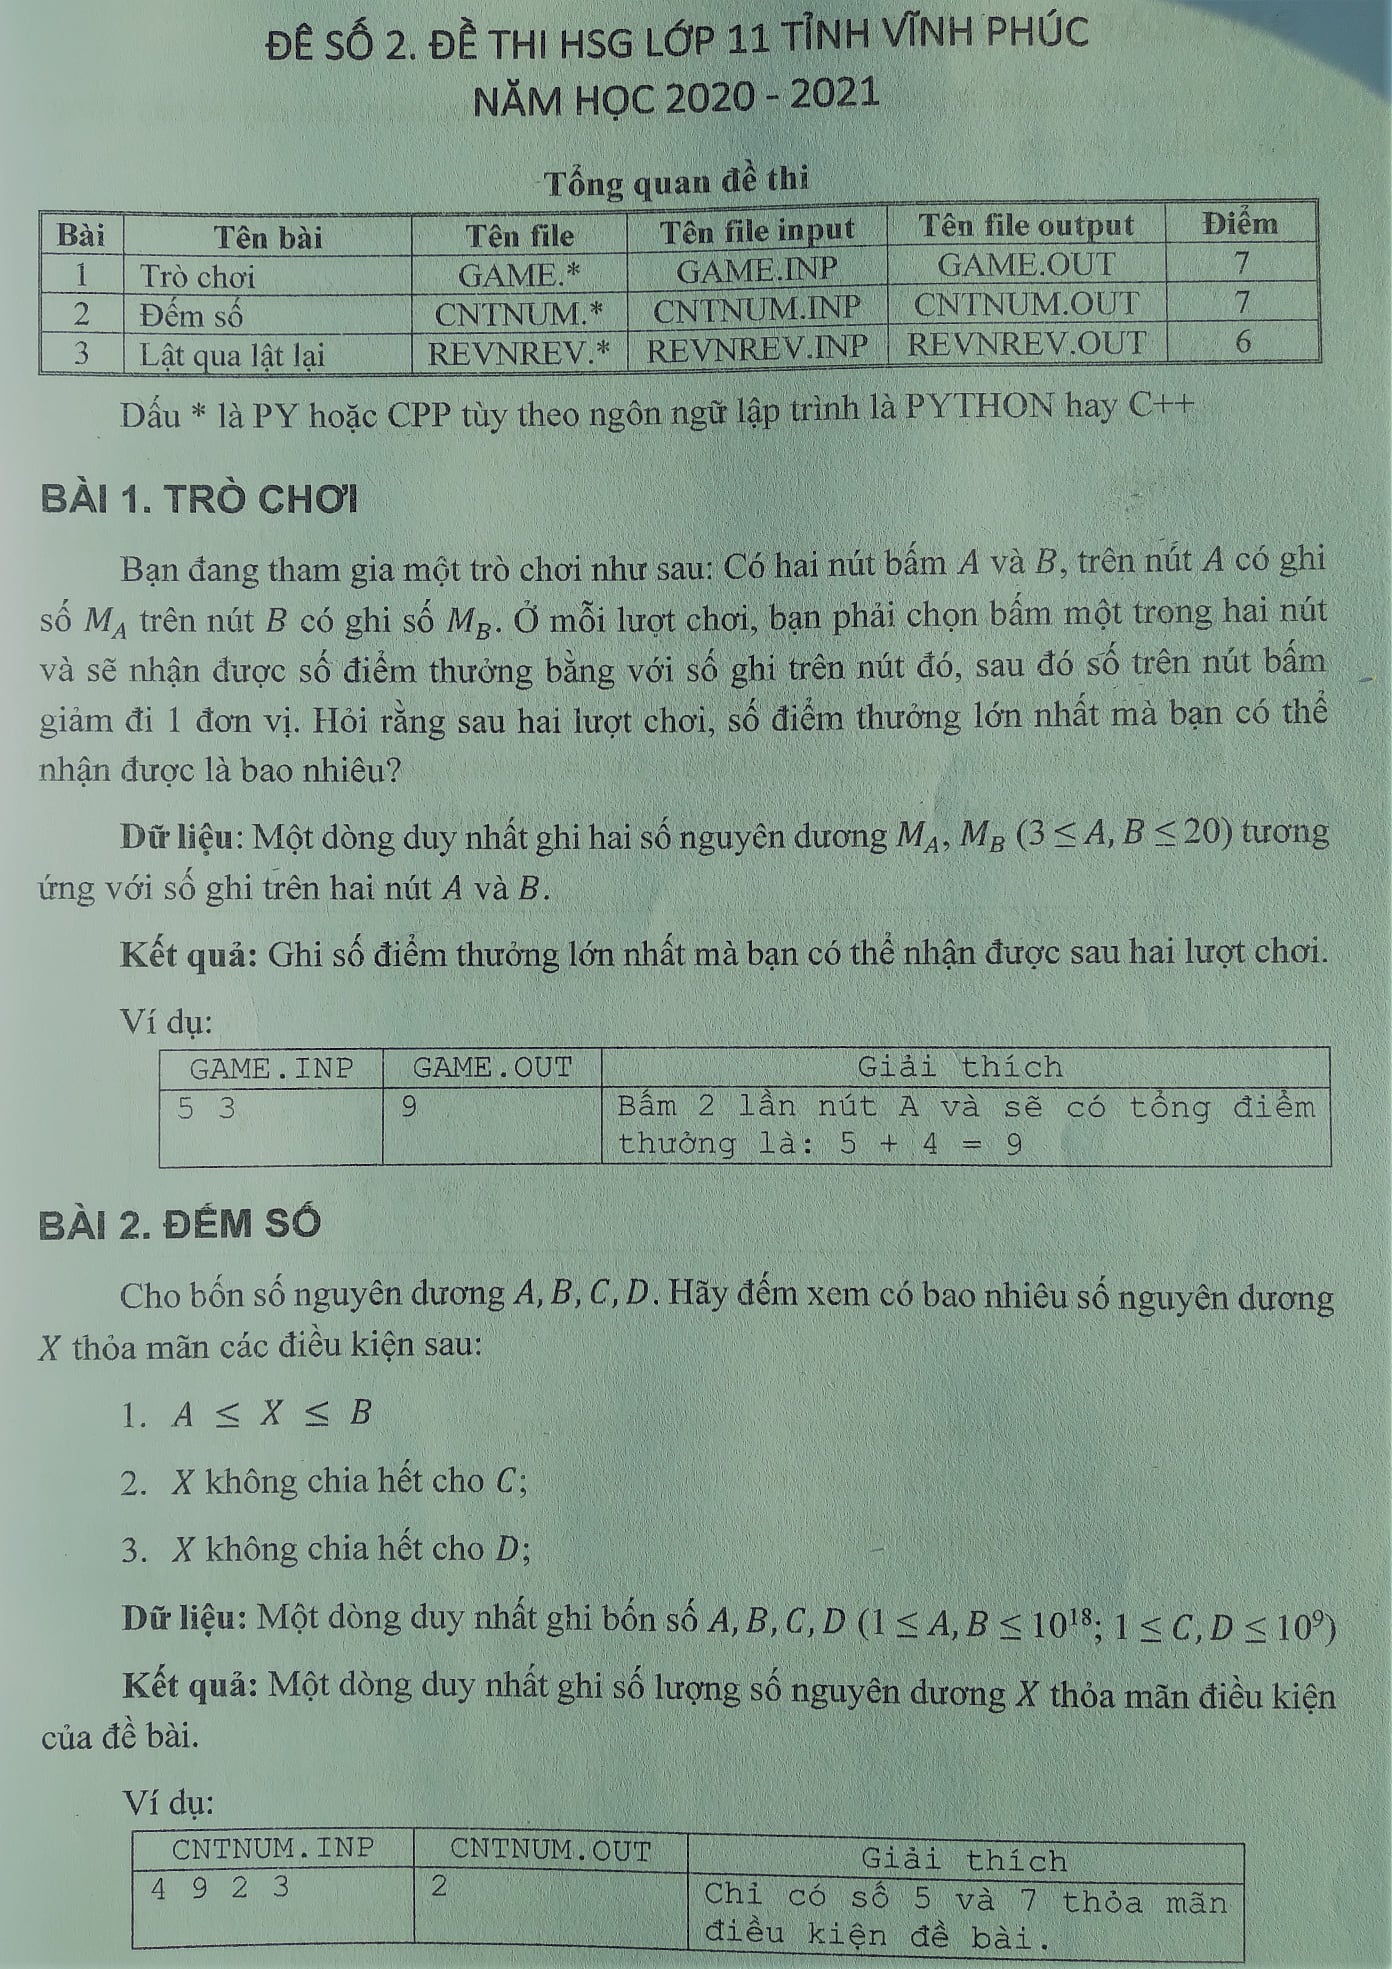 ĐỀ SỐ 2. ĐỀ THI HSG LỚP 11 TỈNH VĨNH PHÚC
NĂM HỌC 2020 - 2021
Tổng quan đề thi
Bài Tên bài Tên file Tên file input Tên file output Điểm
1 Trò chơi GAME.* GAME.INP GAME.OUT 7
2 Đếm số CNTNUM.* CNTNUM.INP CNTNUM.OUT 7
3 Lật qua lật lại REVNREV.* REVNREV.INP REVNREV.OUT 6
Dấu * là PY hoặc CPP tùy theo ngôn ngữ lập trình là PYTHON hay C++
BÀI 1. TRÒ CHƠI
Bạn đang tham gia một trò chơi như sau: Có hai nút bấm A và B, trên nút A có ghi
số M_A trên nút B có ghi số M_B. Ở mỗi lượt chơi, bạn phải chọn bấm một trong hai nút
và sẽ nhận được số điểm thưởng bằng với số ghi trên nút đó, sau đó số trên nút bấm
giảm đi 1 đơn vị. Hỏi rằng sau hai lượt chơi, số điểm thưởng lớn nhất mà bạn có thể
nhận được là bao nhiêu?
Dữ liệu: Một dòng duy nhất ghi hai số nguyên dương M_A, M_B (3 ≤ A, B ≤ 20) tương
ứng với số ghi trên hai nút A và B.
Kết quả: Ghi số điểm thưởng lớn nhất mà bạn có thể nhận được sau hai lượt chơi.
Ví dụ:
GAME.INP GAME.OUT Giải thích
5 3 9 Bấm 2 lần nút A và sẽ có tổng điểm
thưởng là: 5 + 4 = 9
BÀI 2. ĐẾM SỐ
Cho bốn số nguyên dương A, B, C, D. Hãy đếm xem có bao nhiêu số nguyên dương
X thỏa mãn các điều kiện sau:
1. A ≤ X ≤ B
2. X không chia hết cho C;
3. X không chia hết cho D;
Dữ liệu: Một dòng duy nhất ghi bốn số A, B, C, D (1 ≤ A, B ≤ 10¹⁸; 1 ≤ C, D ≤ 10⁹)
Kết quả: Một dòng duy nhất ghi số lượng số nguyên dương X thỏa mãn điều kiện
của đề bài.
Ví dụ:
CNTNUM.INP CNTNUM.OUT Giải thích
4 9 2 3 2 Chỉ có số 5 và 7 thỏa mãn
điều kiện đề bài.